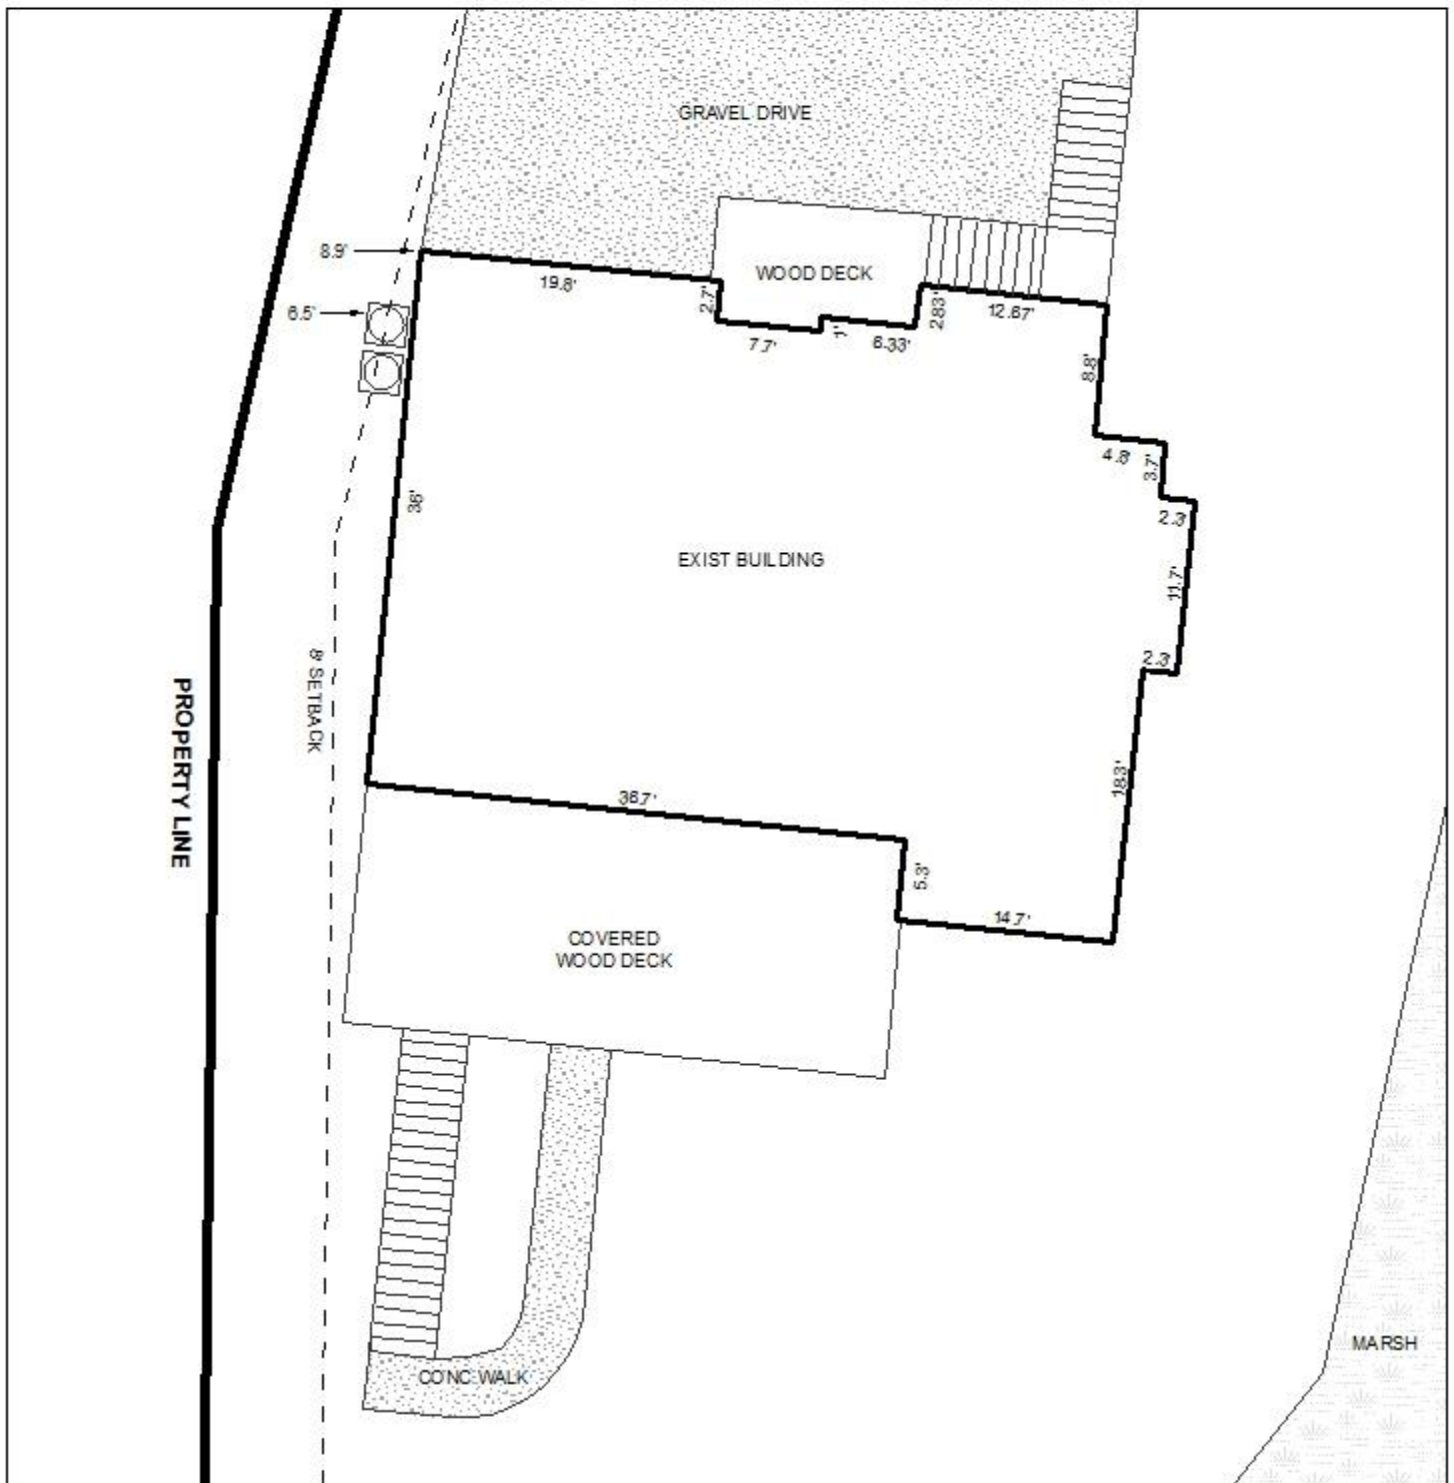 GRAVEL DRIVE
8.9'
19.8'
2.7'
WOOD DECK
2.83'
12.67'
6.5'
7.7'
1'
8.33'
8.8'
4.8'
3.7'
2.3'
36'
EXIST BUILDING
11.7'
2.3'
8' SETBACK
PROPERTY LINE
36.7'
18.3'
5.3'
14.7'
COVERED
WOOD DECK
MARSH
CONC WALK